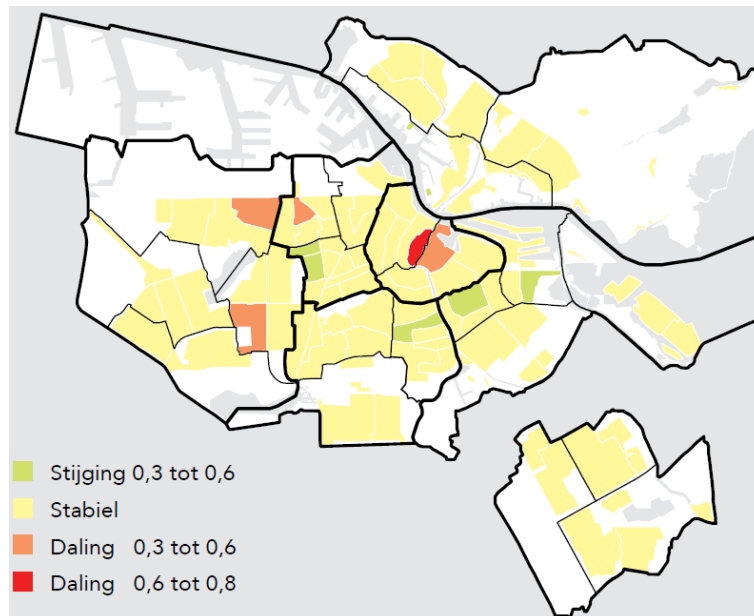 Stijging 0,3 tot 0,6
Stabiel
Daling 0,3 tot 0,6
Daling 0,6 tot 0,8